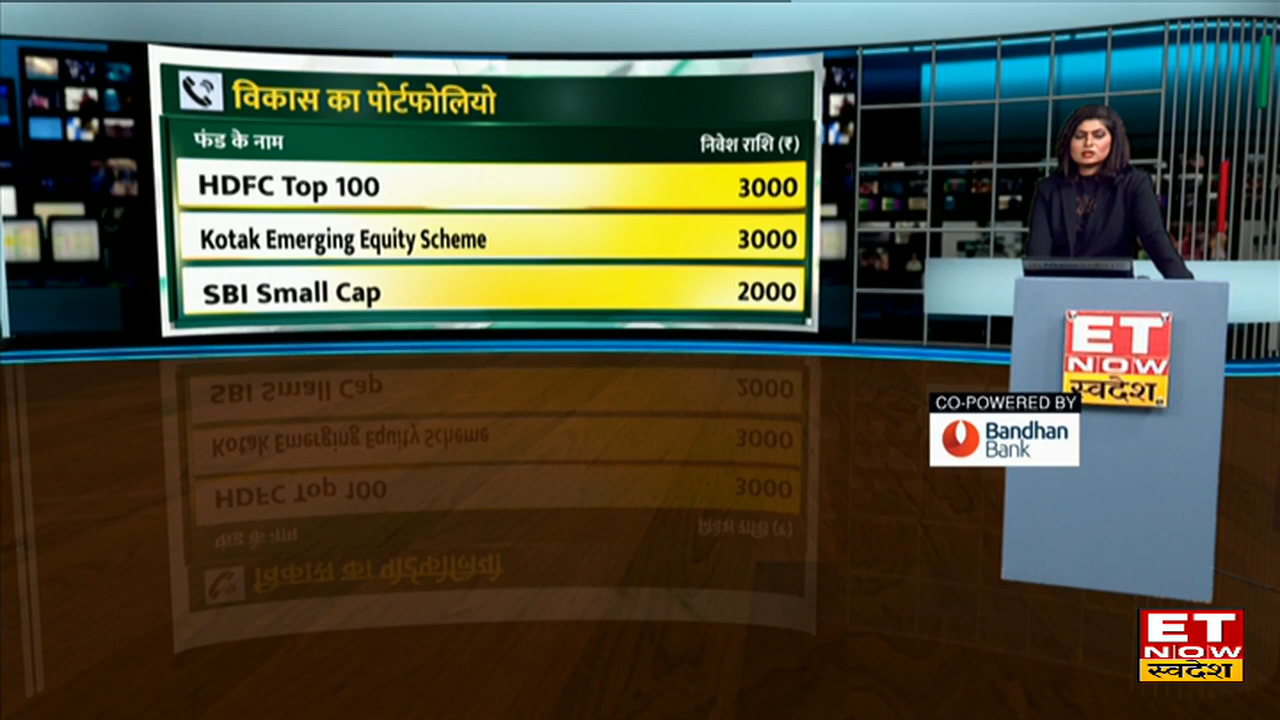 विकास का पोर्टफोलियो
फंड के नाम निवेश राशि (₹)
HDFC Top 100 3000
Kotak Emerging Equity Scheme 3000
SBI Small Cap 2000
ET
NOW
स्वदेश
CO-POWERED BY
Bandhan
Bank
ET
NOW
स्वदेश